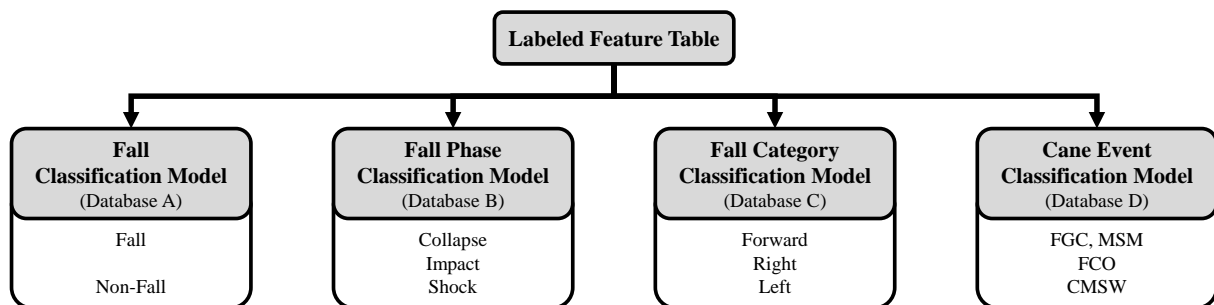 Labeled Feature Table
Fall
Classification Model
(Database A)
Fall
Non-Fall
Fall Phase
Classification Model
(Database B)
Collapse
Impact
Shock
Fall Category
Classification Model
(Database C)
Forward
Right
Left
Cane Event
Classification Model
(Database D)
FGC, MSM
FCO
CMSW